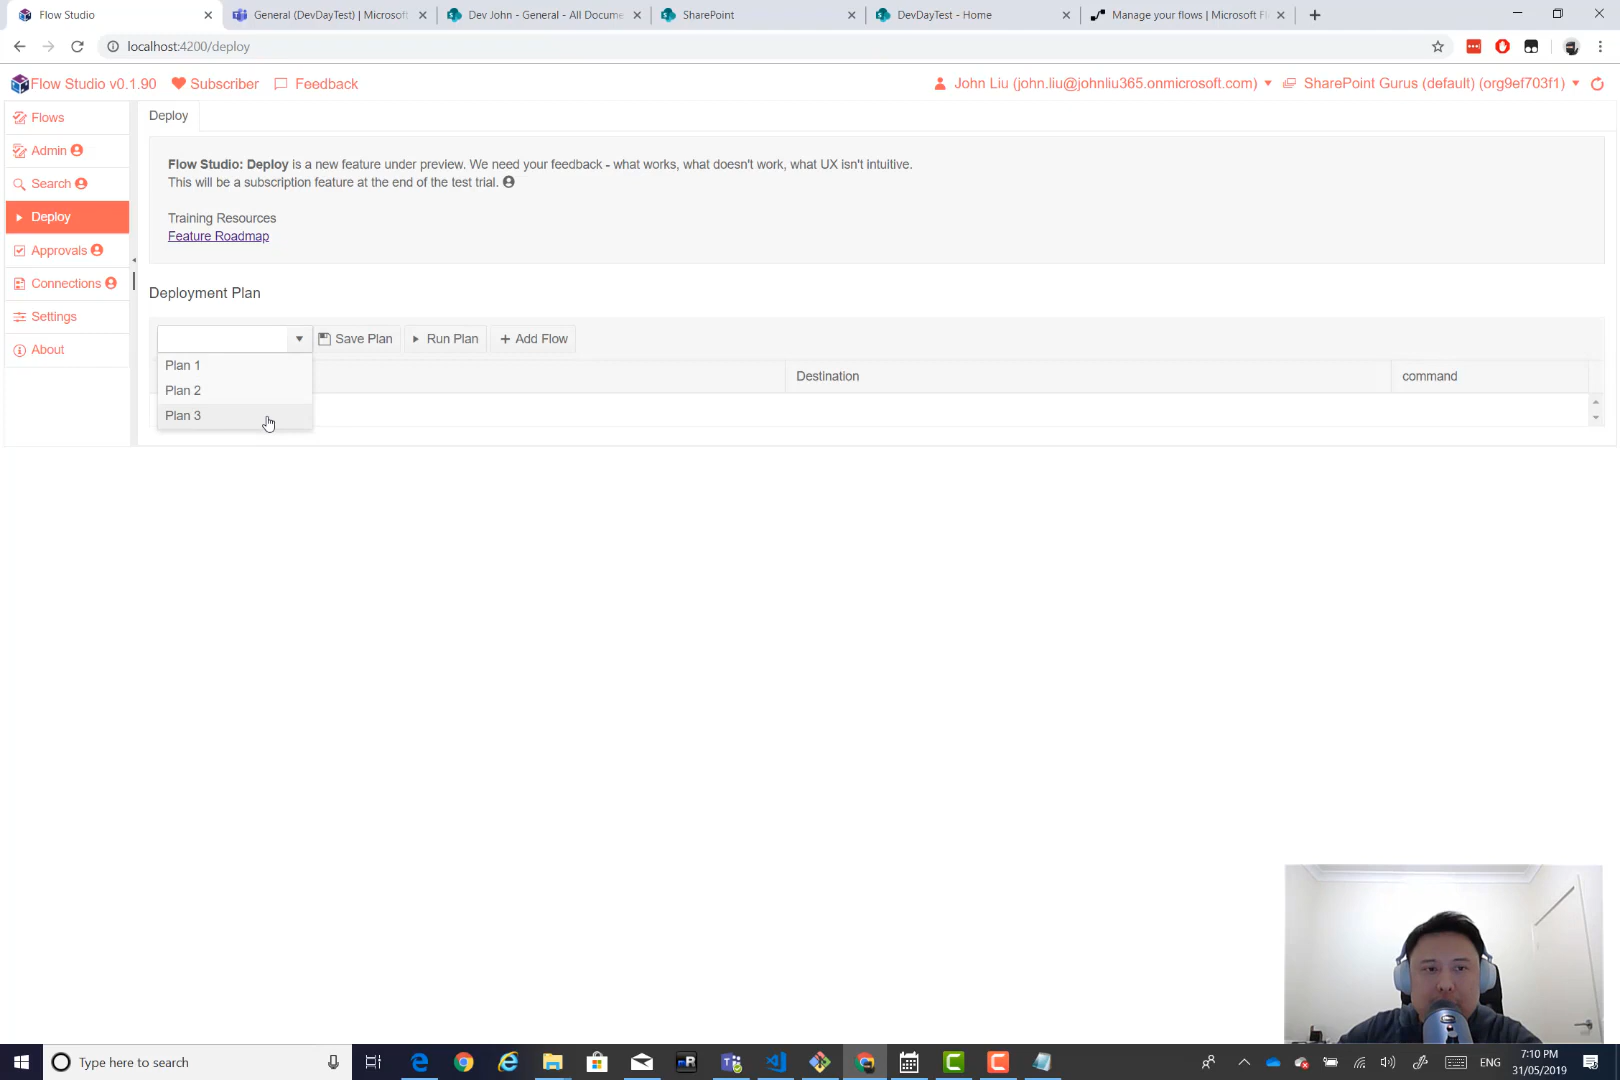 Flow Studio
General (DevDayTest) | Microsoft
Dev John - General - All Docume
SharePoint
DevDayTest - Home
Manage your flows | Microsoft Fl
localhost:4200/deploy
Flow Studio v0.1.90
Subscriber
Feedback
John Liu (john.liu@johnliu365.onmicrosoft.com)
SharePoint Gurus (default) (org9ef703f1)
Flows
Admin
Search
Deploy
Approvals
Connections
Settings
About
Deploy
Flow Studio: Deploy is a new feature under preview. We need your feedback - what works, what doesn't work, what UX isn't intuitive.
This will be a subscription feature at the end of the test trial.
Training Resources
Feature Roadmap
Deployment Plan
Save Plan
Run Plan
+ Add Flow
Plan 1
Plan 2
Plan 3
Destination
command
Type here to search
ENG
7:10 PM
31/05/2019